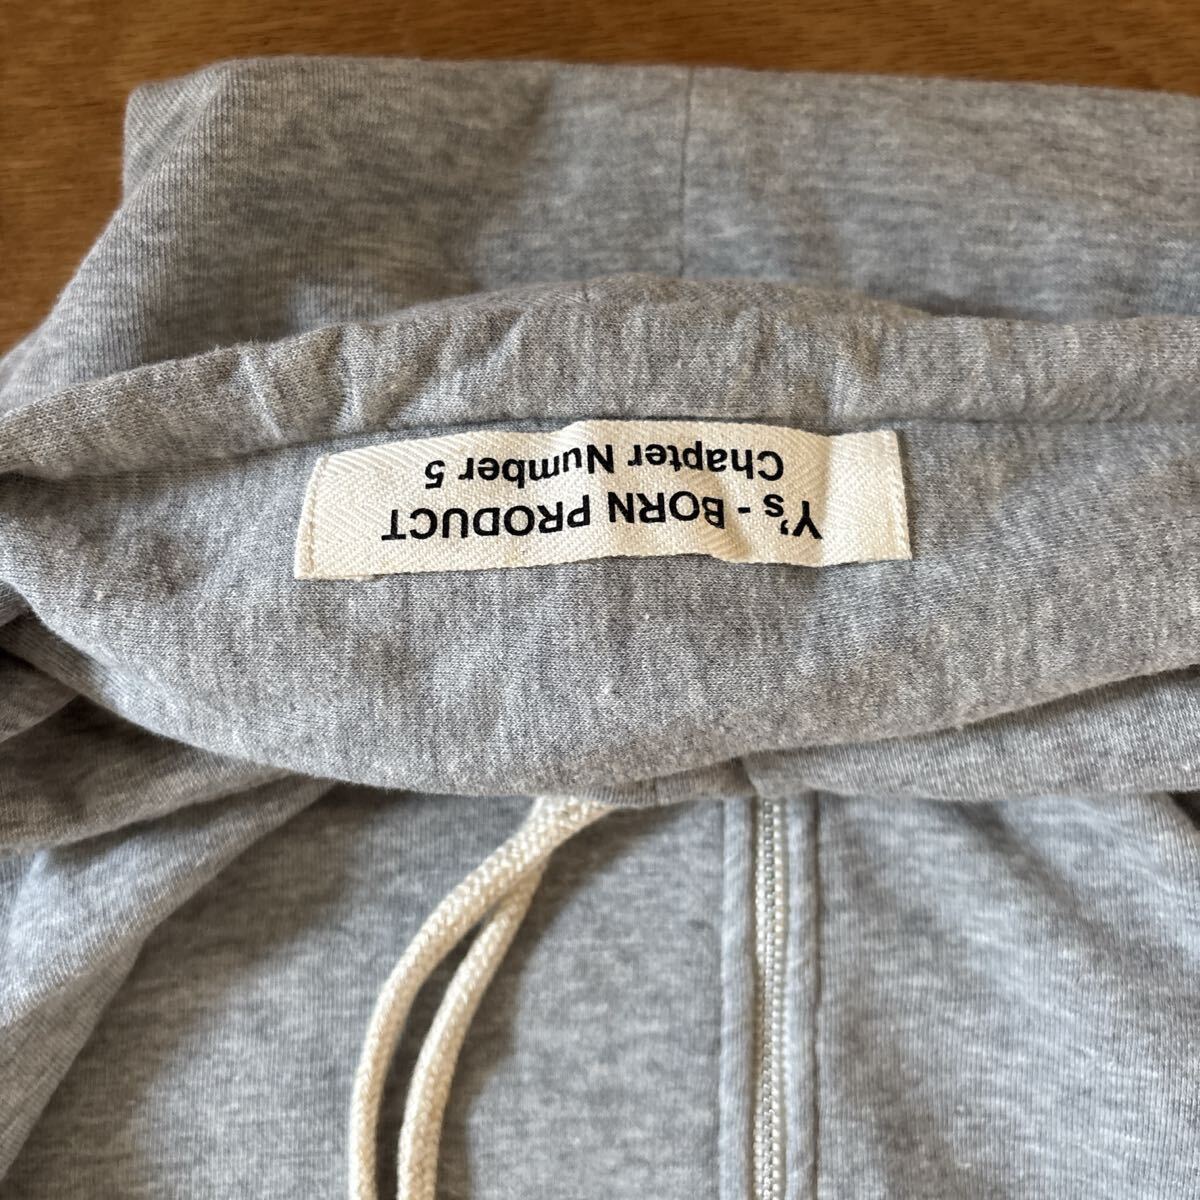 Y's - BORN PRODUCT
Chapter Number 5